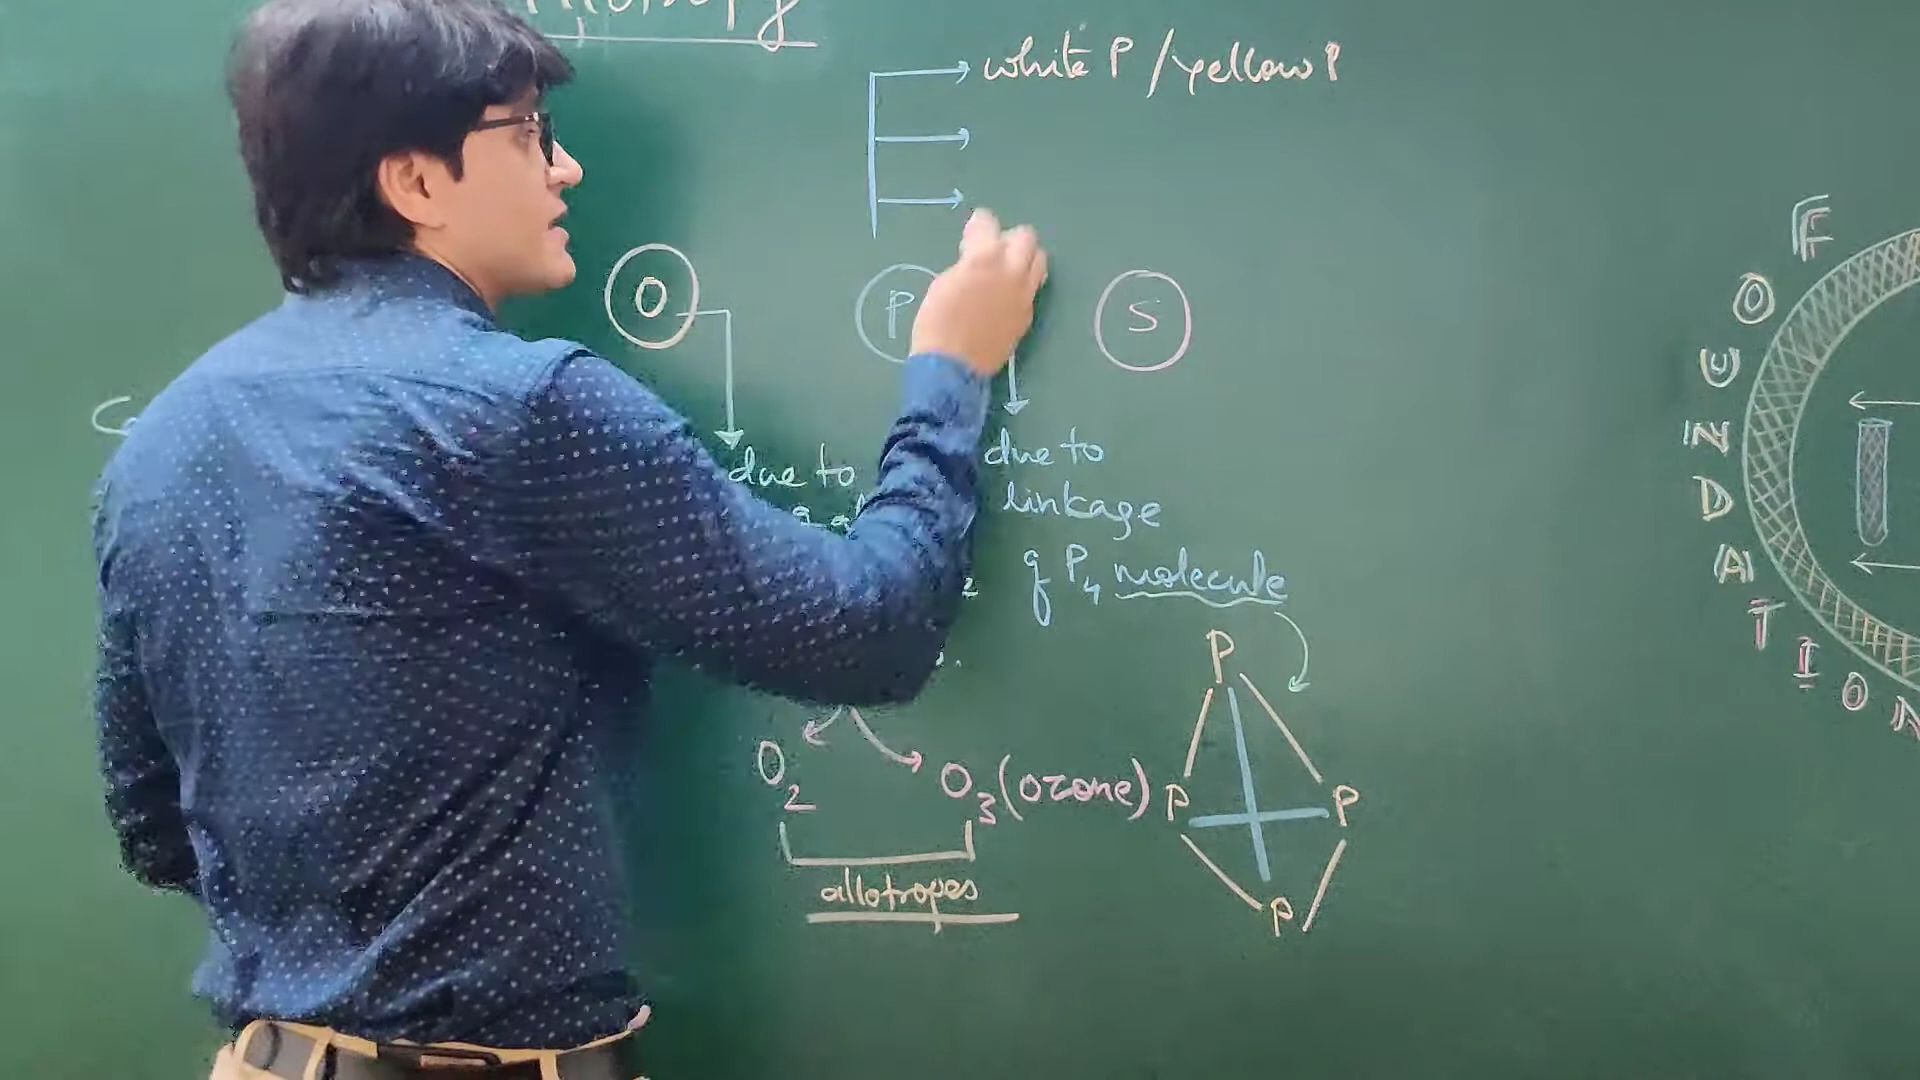 white P / yellow P
O
P
S
due to
due to
linkage
of P4 molecule
P
P
P
P
O2
O3 (ozone)
allotropes
F
O
U
N
D
A
T
I
O
N